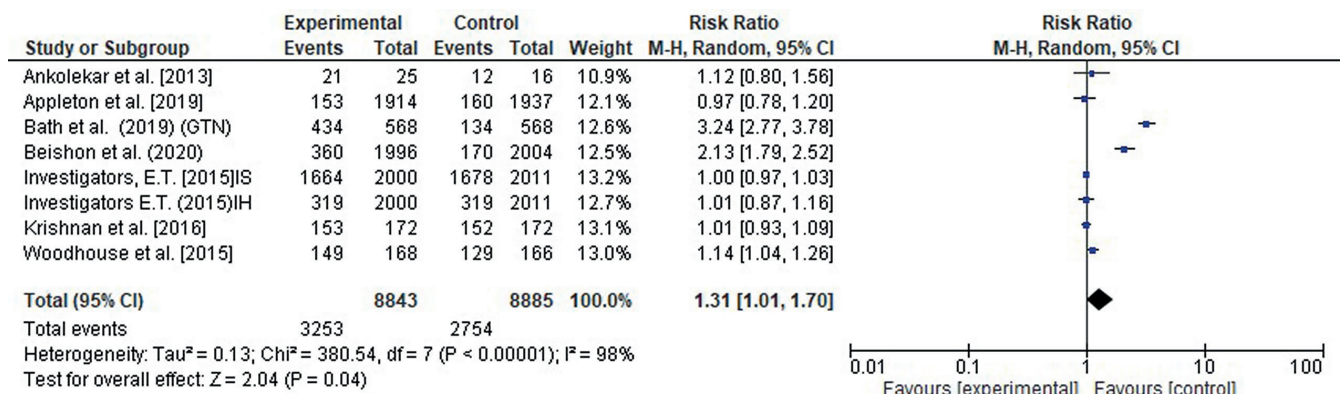 Experimental Control Risk Ratio Risk Ratio
Study or Subgroup Events Total Events Total Weight M-H, Random, 95% CI M-H, Random, 95% CI
Ankolekar et al. [2013] 21 25 12 16 10.9% 1.12 [0.80, 1.56]
Appleton et al. [2019] 153 1914 160 1937 12.1% 0.97 [0.78, 1.20]
Bath et al. (2019) (GTN) 434 568 134 568 12.6% 3.24 [2.77, 3.78]
Beishon et al. (2020) 360 1996 170 2004 12.5% 2.13 [1.79, 2.52]
Investigators, E.T. [2015]IS 1664 2000 1678 2011 13.2% 1.00 [0.97, 1.03]
Investigators E.T. (2015)IH 319 2000 319 2011 12.7% 1.01 [0.87, 1.16]
Krishnan et al. [2016] 153 172 152 172 13.1% 1.01 [0.93, 1.09]
Woodhouse et al. [2015] 149 168 129 166 13.0% 1.14 [1.04, 1.26]
Total (95% CI) 8843 8885 100.0% 1.31 [1.01, 1.70]
Total events 3253 2754
Heterogeneity: Tau² = 0.13; Chi² = 380.54, df = 7 (P < 0.00001); I² = 98%
Test for overall effect: Z = 2.04 (P = 0.04)
0.01 0.1 1 10 100
Favours [experimental] Favours [control]